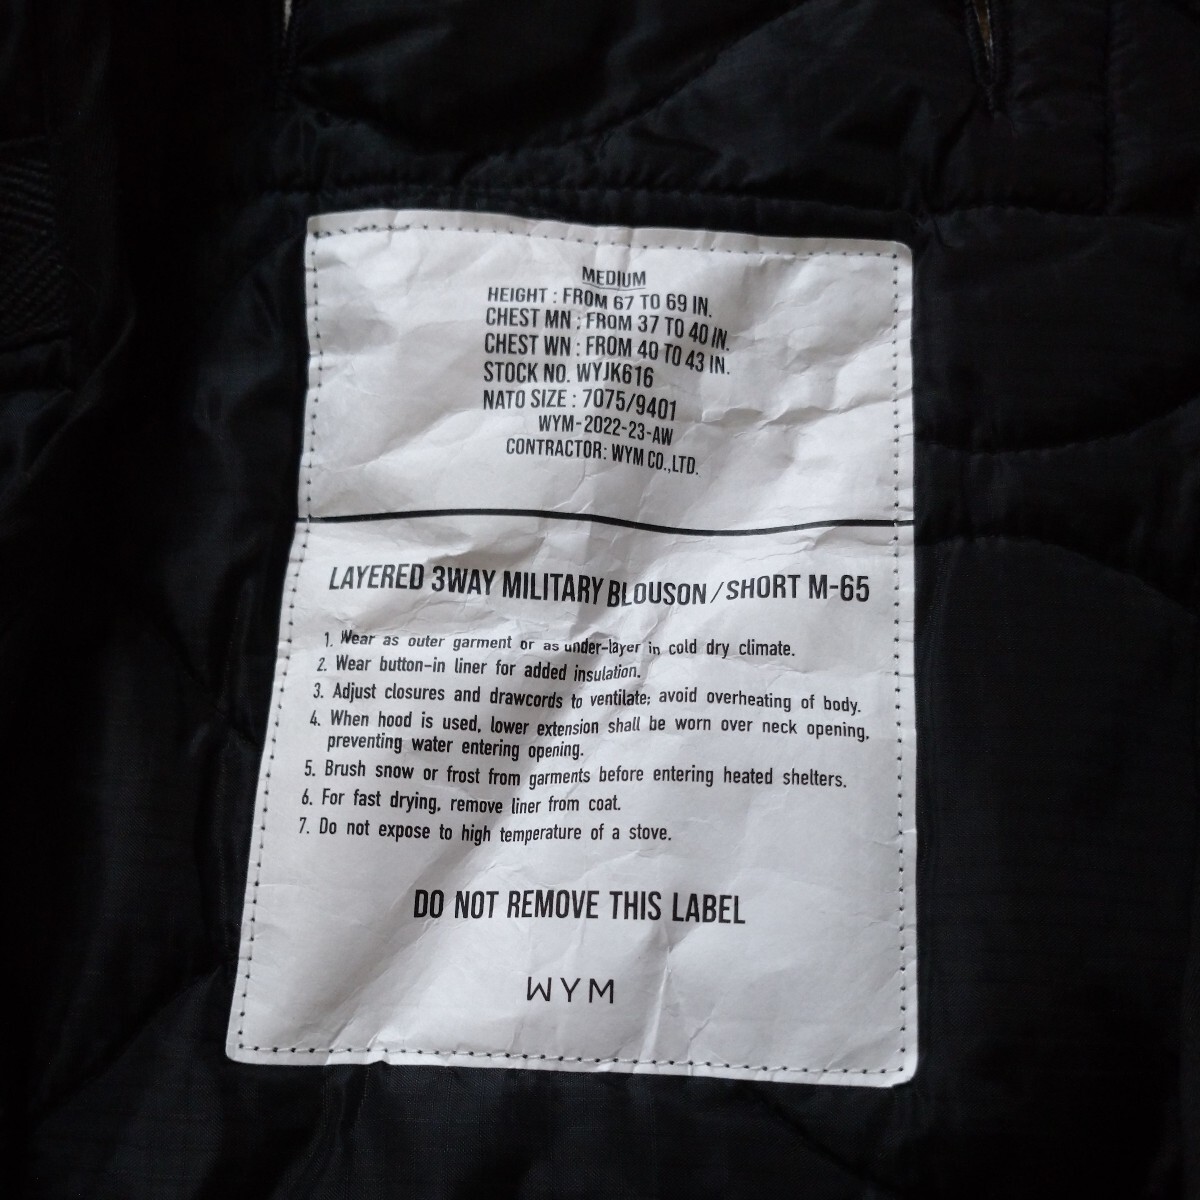 MEDIUM
HEIGHT : FROM 67 TO 69 IN.
CHEST MN : FROM 37 TO 40 IN.
CHEST WN : FROM 40 TO 43 IN.
STOCK NO. WYJK616
NATO SIZE : 7075/9401
WYM-2022-23-AW
CONTRACTOR: WYM CO.,LTD.
LAYERED 3WAY MILITARY BLOUSON/SHORT M-65
1. Wear as outer garment or as under-layer in cold dry climate.
2. Wear button-in liner for added insulation.
3. Adjust closures and drawcords to ventilate; avoid overheating of body.
4. When hood is used, lower extension shall be worn over neck opening,
preventing water entering opening.
5. Brush snow or frost from garments before entering heated shelters.
6. For fast drying, remove liner from coat.
7. Do not expose to high temperature of a stove.
DO NOT REMOVE THIS LABEL
WYM